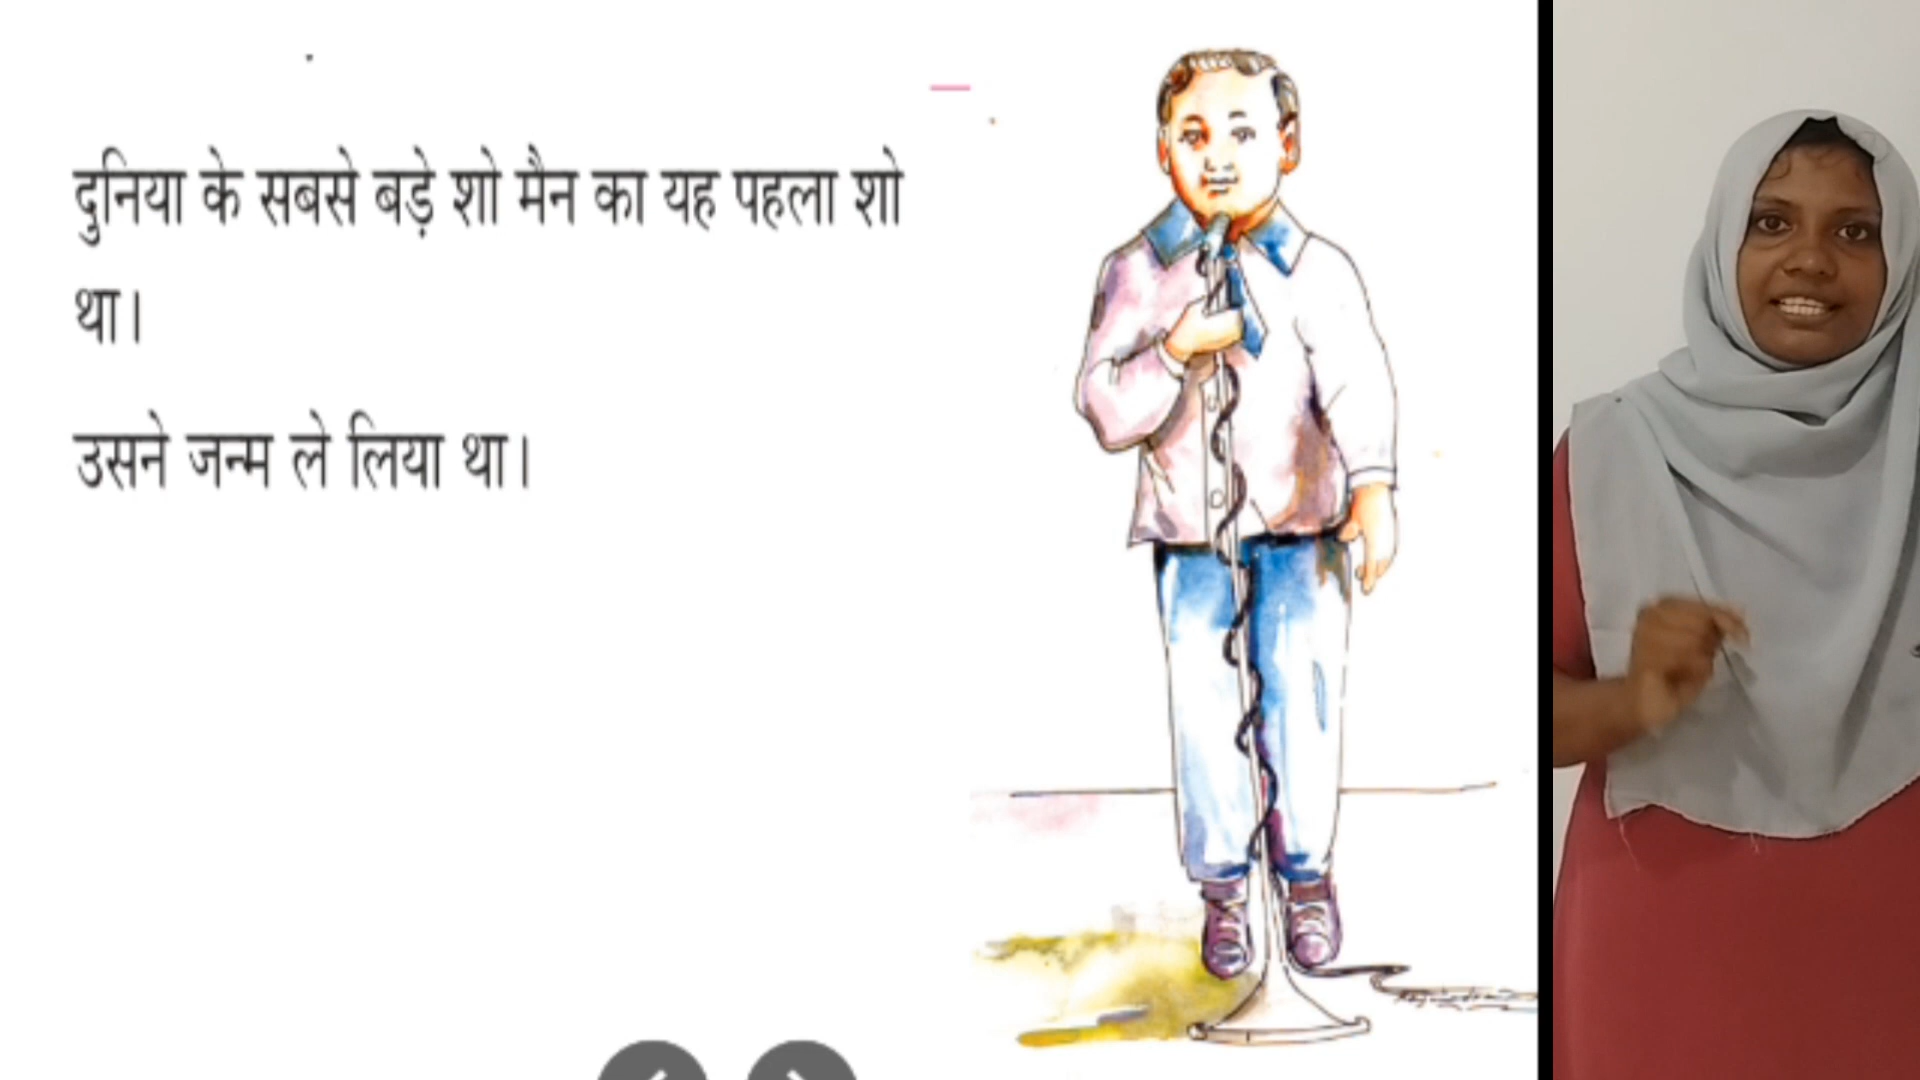 दुनिया के सबसे बड़े शो मैन का यह पहला शो
था।
उसने जन्म ले लिया था।